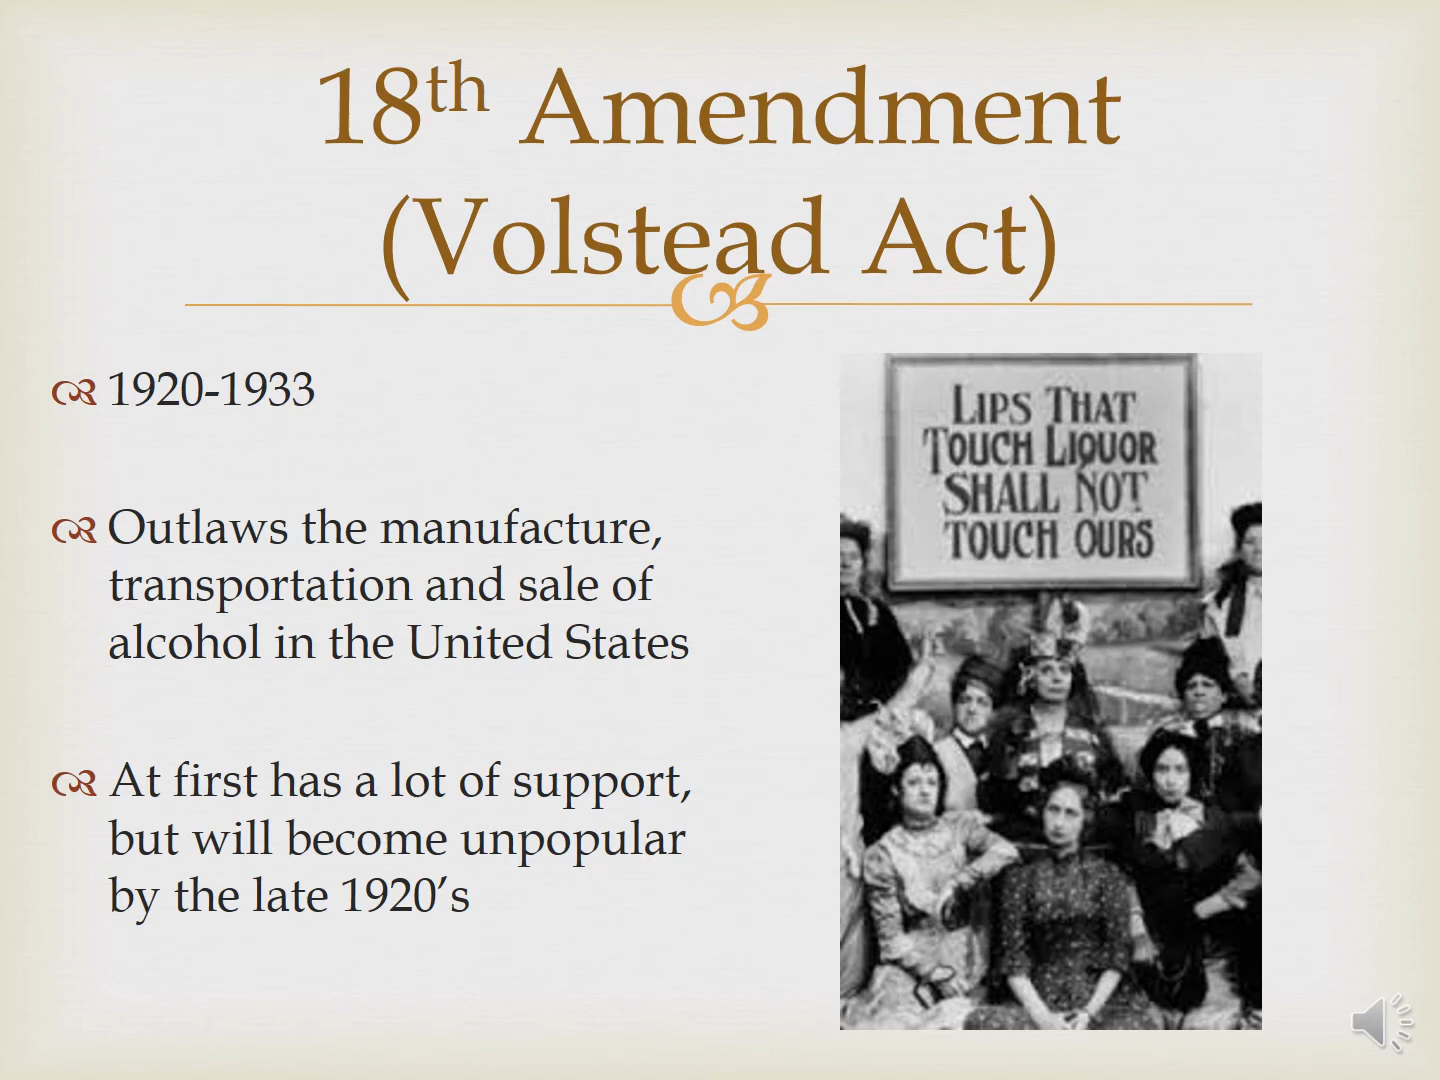 18th Amendment
(Volstead Act)
1920-1933
Outlaws the manufacture,
transportation and sale of
alcohol in the United States
At first has a lot of support,
but will become unpopular
by the late 1920’s
LIPS THAT
TOUCH LIQUOR
SHALL NOT
TOUCH OURS